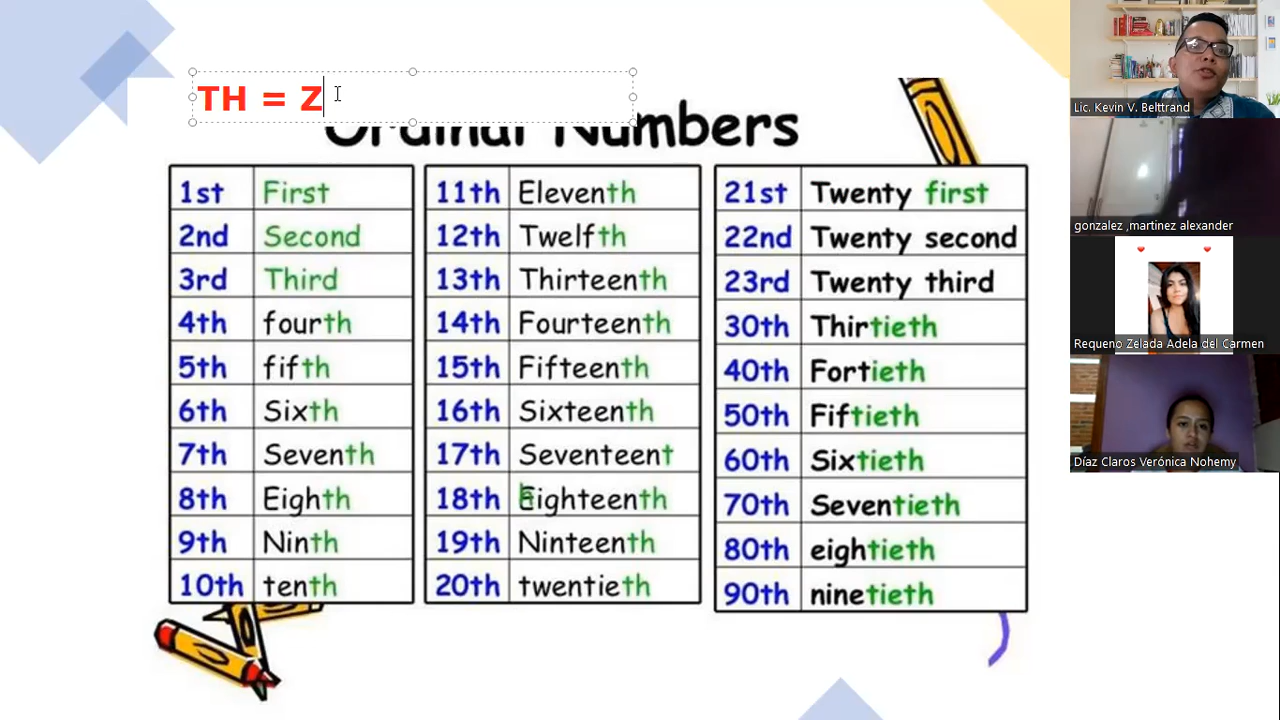 TH = Z
Ordinal Numbers
1st First
2nd Second
3rd Third
4th fourth
5th fifth
6th Sixth
7th Seventh
8th Eighth
9th Ninth
10th tenth
11th Eleventh
12th Twelfth
13th Thirteenth
14th Fourteenth
15th Fifteenth
16th Sixteenth
17th Seventeent
h
18th Eighteenth
19th Ninteenth
20th twentieth
21st Twenty first
22nd Twenty second
23rd Twenty third
30th Thirtieth
40th Fortieth
50th Fiftieth
60th Sixtieth
70th Seventieth
80th eightieth
90th ninetieth
Lic. Kevin V. Belttrand
gonzalez ,martinez alexander
Requeno Zelada Adela del Carmen
Díaz Claros Verónica Nohemy